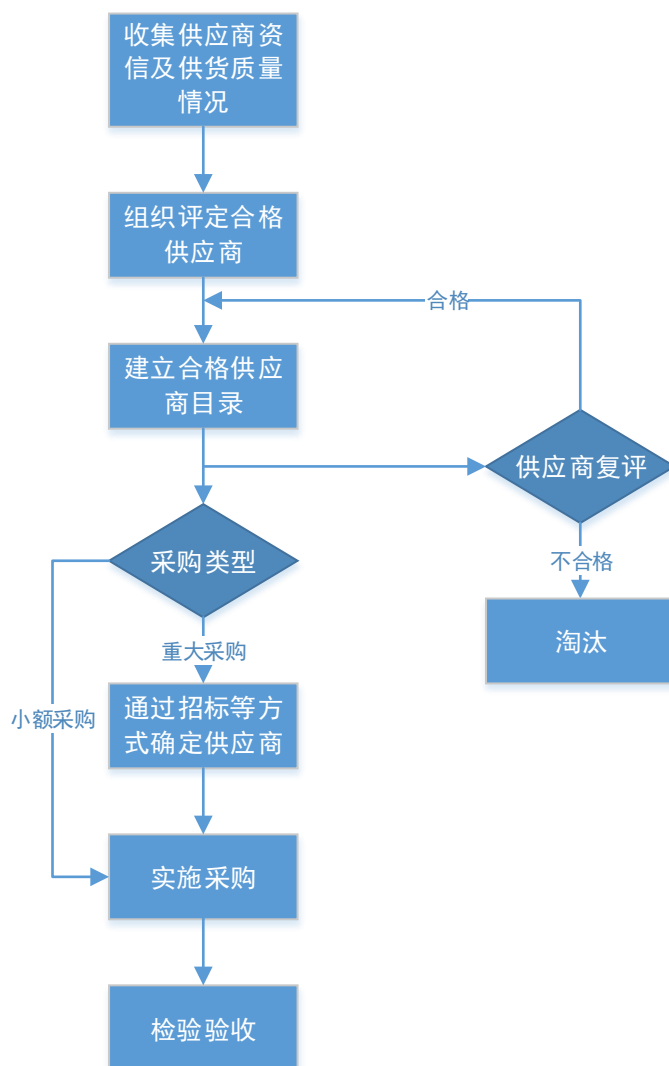 收集供应商资
信及供货质量
情况
组织评定合格
供应商
合格
建立合格供应
商目录
供应商复评
采购类型
不合格
重大采购
淘汰
通过招标等方
式确定供应商
小额采购
实施采购
检验验收